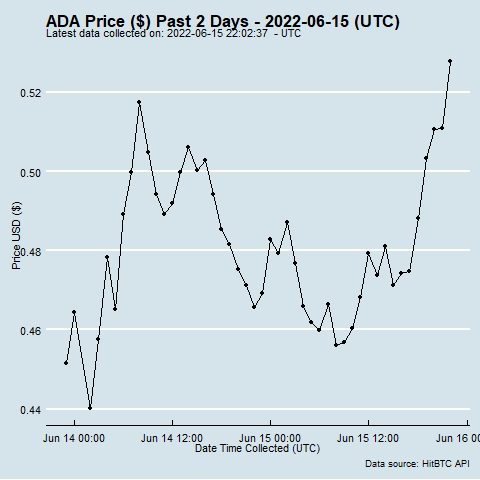 ADA Price ($) Past 2 Days - 2022-06-15 (UTC)
Latest data collected on: 2022-06-15 22:02:37 - UTC
Price USD ($)
0.52
0.50
0.48
0.46
0.44
Jun 14 00:00 Jun 14 12:00 Jun 15 00:00 Jun 15 12:00 Jun 16 00
Date Time Collected (UTC)
Data source: HitBTC API